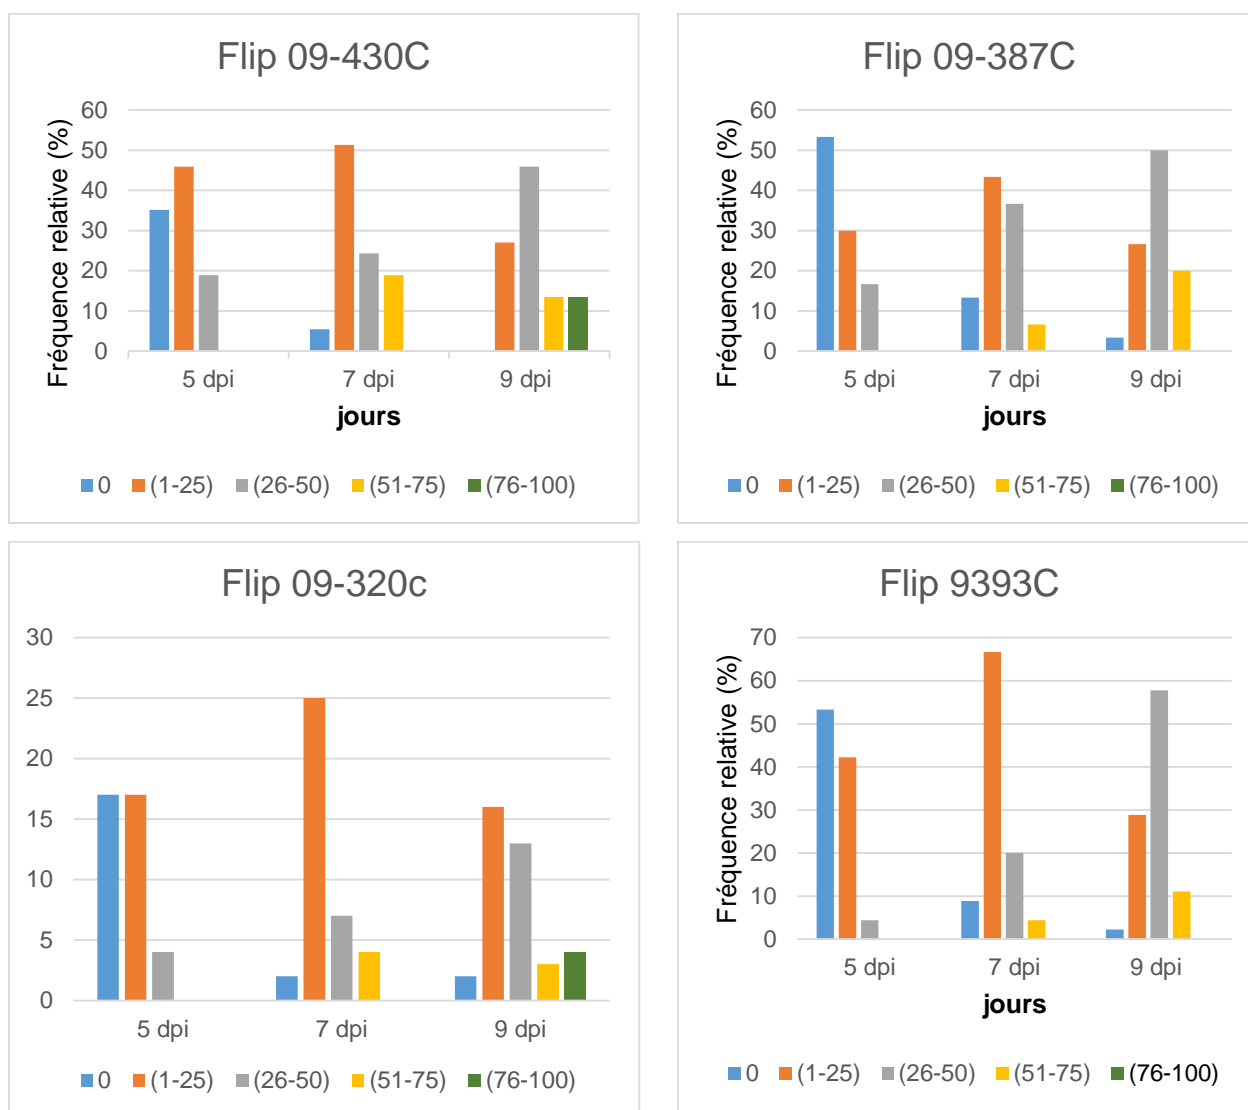 Flip 09-430C
Fréquence relative (%)
60
50
40
30
20
10
0
5 dpi 7 dpi 9 dpi
jours
0 (1-25) (26-50) (51-75) (76-100)
Flip 09-387C
Fréquence relative (%)
60
50
40
30
20
10
0
5 dpi 7 dpi 9 dpi
jours
0 (1-25) (26-50) (51-75) (76-100)
Flip 09-320c
30
25
20
15
10
5
0
5 dpi 7 dpi 9 dpi
0 (1-25) (26-50) (51-75) (76-100)
Flip 9393C
Fréquence relative (%)
70
60
50
40
30
20
10
0
5 dpi 7 dpi 9 dpi
jours
0 (1-25) (26-50) (51-75) (76-100)